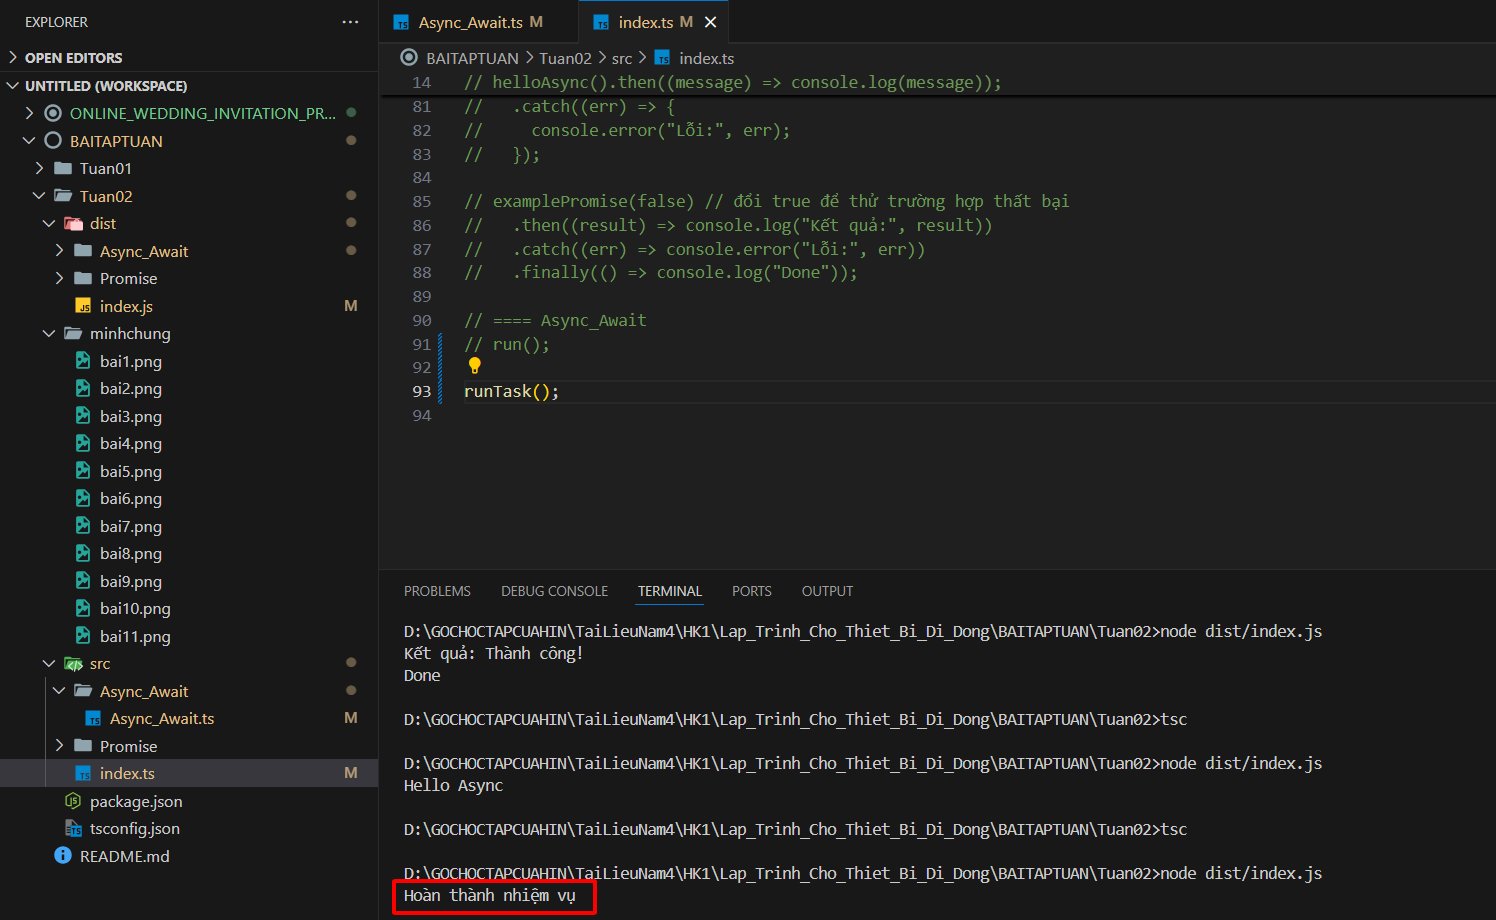 EXPLORER
OPEN EDITORS
UNTITLED (WORKSPACE)
ONLINE_WEDDING_INVITATION_PR...
BAITAPTUAN
Tuan01
Tuan02
dist
Async_Await
Promise
index.js M
minhchung
bai1.png
bai2.png
bai3.png
bai4.png
bai5.png
bai6.png
bai7.png
bai8.png
bai9.png
bai10.png
bai11.png
src
Async_Await
Async_Await.ts M
Promise
index.ts M
package.json
tsconfig.json
README.md
Async_Await.ts M index.ts M
BAITAPTUAN > Tuan02 > src > index.ts
14 // helloAsync().then((message) => console.log(message));
81 //   .catch((err) => {
82 //     console.error("Lỗi:", err);
83 //   });
84
85 // examplePromise(false) // đổi true để thử trường hợp thất bại
86 //   .then((result) => console.log("Kết quả:", result))
87 //   .catch((err) => console.error("Lỗi:", err))
88 //   .finally(() => console.log("Done"));
89
90 // ==== Async_Await
91 // run();
92
93 runTask();
94
PROBLEMS DEBUG CONSOLE TERMINAL PORTS OUTPUT
D:\GOCHOCTAPCUAHIN\TaiLieuNam4\HK1\Lap_Trinh_Cho_Thiet_Bi_Di_Dong\BAITAPTUAN\Tuan02>node dist/index.js
Kết quả: Thành công!
Done
D:\GOCHOCTAPCUAHIN\TaiLieuNam4\HK1\Lap_Trinh_Cho_Thiet_Bi_Di_Dong\BAITAPTUAN\Tuan02>tsc
D:\GOCHOCTAPCUAHIN\TaiLieuNam4\HK1\Lap_Trinh_Cho_Thiet_Bi_Di_Dong\BAITAPTUAN\Tuan02>node dist/index.js
Hello Async
D:\GOCHOCTAPCUAHIN\TaiLieuNam4\HK1\Lap_Trinh_Cho_Thiet_Bi_Di_Dong\BAITAPTUAN\Tuan02>tsc
D:\GOCHOCTAPCUAHIN\TaiLieuNam4\HK1\Lap_Trinh_Cho_Thiet_Bi_Di_Dong\BAITAPTUAN\Tuan02>node dist/index.js
Hoàn thành nhiệm vụ